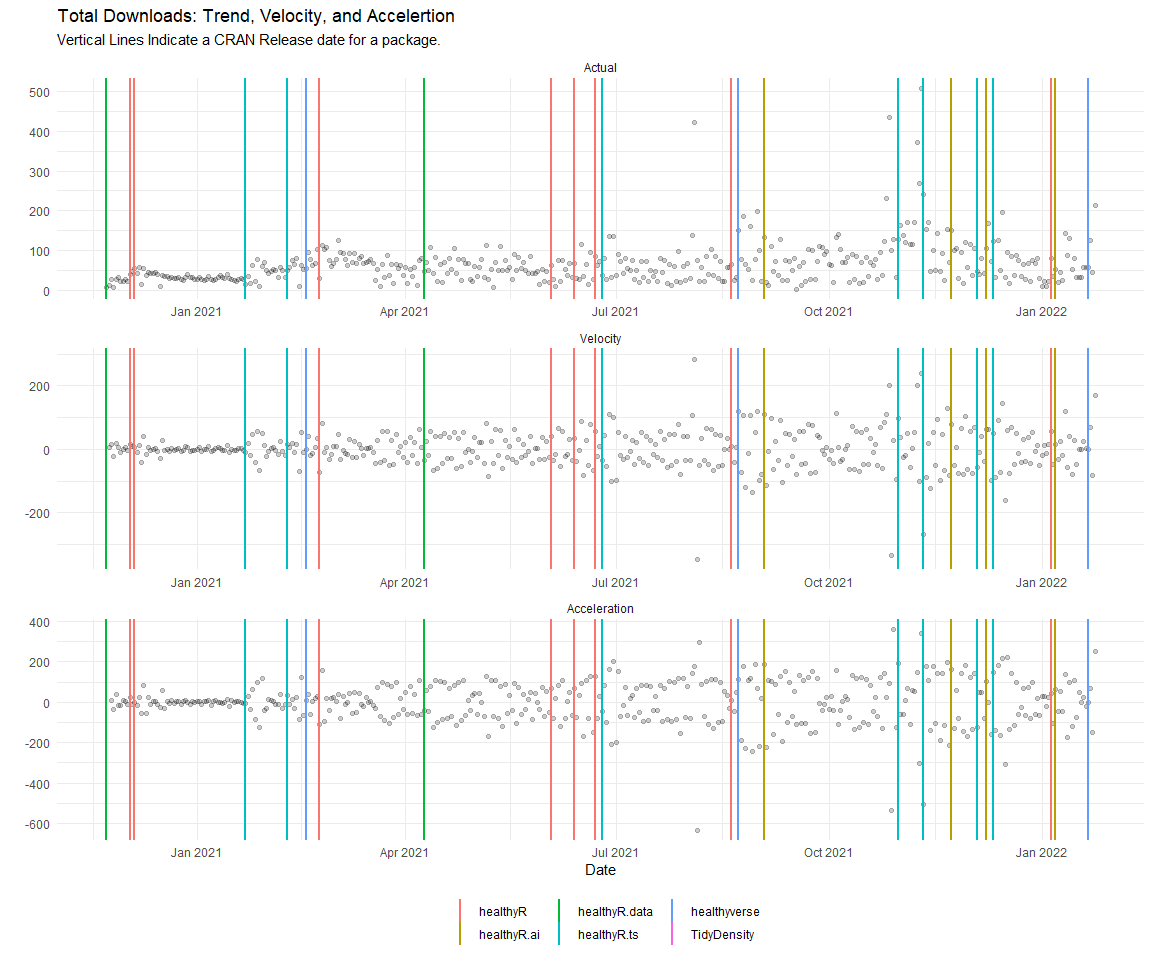 Total Downloads: Trend, Velocity, and Accelertion
Vertical Lines Indicate a CRAN Release date for a package.
Actual
500
400
300
200
100
0
Jan 2021 Apr 2021 Jul 2021 Oct 2021 Jan 2022
Velocity
200
0
-200
Jan 2021 Apr 2021 Jul 2021 Oct 2021 Jan 2022
Acceleration
400
200
0
-200
-400
-600
Jan 2021 Apr 2021 Jul 2021 Oct 2021 Jan 2022
Date
healthyR healthyR.data healthyverse
healthyR.ai healthyR.ts TidyDensity